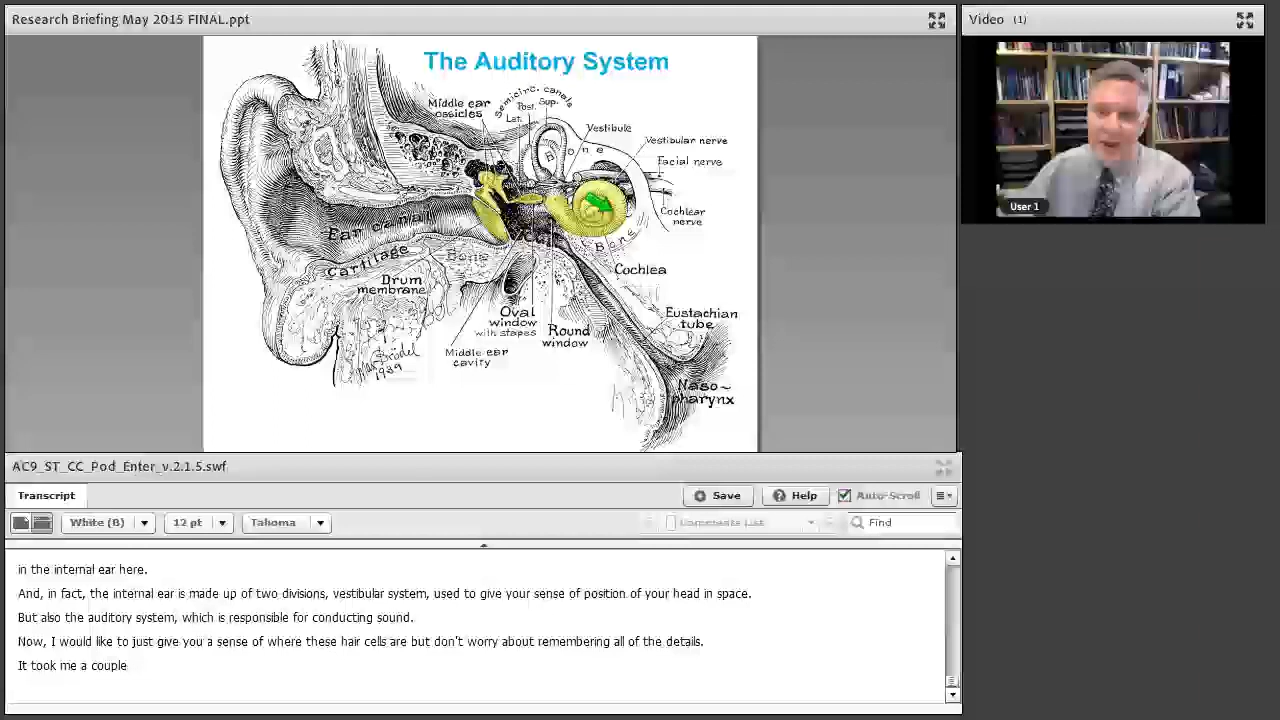 Research Briefing May 2015 FINAL.ppt
Video (1)
The Auditory System
Middle ear
ossicles
Semicirc. canals
Post. Sup.
Lat.
Vestibule
Bone
Vestibular nerve
Facial nerve
Cochlear
nerve
Ear canal
Cartilage
Bone
Bone
Drum
membrane
Cochlea
Oval
window
with stapes
Round
window
Eustachian
tube
Middle ear
cavity
Max Brödel
1939
Naso~
pharynx
User 1
AC9_ST_CC_Pod_Enter_v.2.1.5.swf
Transcript
Save
Help
Auto-Scroll
White (B)
12 pt
Tahoma
Comments List
Find
in the internal ear here.
And, in fact, the internal ear is made up of two divisions, vestibular system, used to give your sense of position of your head in space.
But also the auditory system, which is responsible for conducting sound.
Now, I would like to just give you a sense of where these hair cells are but don't worry about remembering all of the details.
It took me a couple